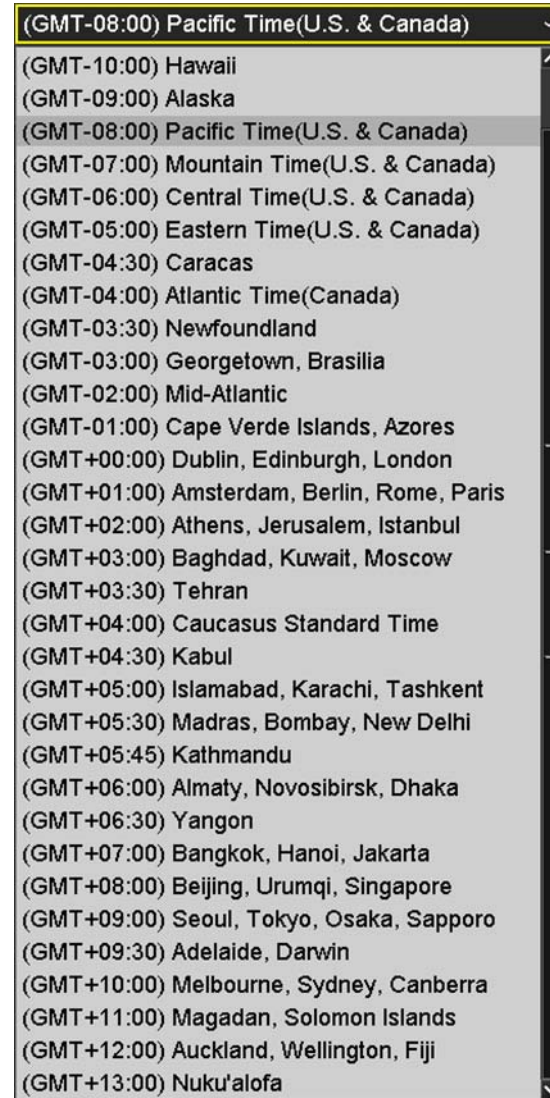 (GMT-08:00) Pacific Time(U.S. & Canada)
(GMT-10:00) Hawaii
(GMT-09:00) Alaska
(GMT-08:00) Pacific Time(U.S. & Canada)
(GMT-07:00) Mountain Time(U.S. & Canada)
(GMT-06:00) Central Time(U.S. & Canada)
(GMT-05:00) Eastern Time(U.S. & Canada)
(GMT-04:30) Caracas
(GMT-04:00) Atlantic Time(Canada)
(GMT-03:30) Newfoundland
(GMT-03:00) Georgetown, Brasilia
(GMT-02:00) Mid-Atlantic
(GMT-01:00) Cape Verde Islands, Azores
(GMT+00:00) Dublin, Edinburgh, London
(GMT+01:00) Amsterdam, Berlin, Rome, Paris
(GMT+02:00) Athens, Jerusalem, Istanbul
(GMT+03:00) Baghdad, Kuwait, Moscow
(GMT+03:30) Tehran
(GMT+04:00) Caucasus Standard Time
(GMT+04:30) Kabul
(GMT+05:00) Islamabad, Karachi, Tashkent
(GMT+05:30) Madras, Bombay, New Delhi
(GMT+05:45) Kathmandu
(GMT+06:00) Almaty, Novosibirsk, Dhaka
(GMT+06:30) Yangon
(GMT+07:00) Bangkok, Hanoi, Jakarta
(GMT+08:00) Beijing, Urumqi, Singapore
(GMT+09:00) Seoul, Tokyo, Osaka, Sapporo
(GMT+09:30) Adelaide, Darwin
(GMT+10:00) Melbourne, Sydney, Canberra
(GMT+11:00) Magadan, Solomon Islands
(GMT+12:00) Auckland, Wellington, Fiji
(GMT+13:00) Nuku'alofa